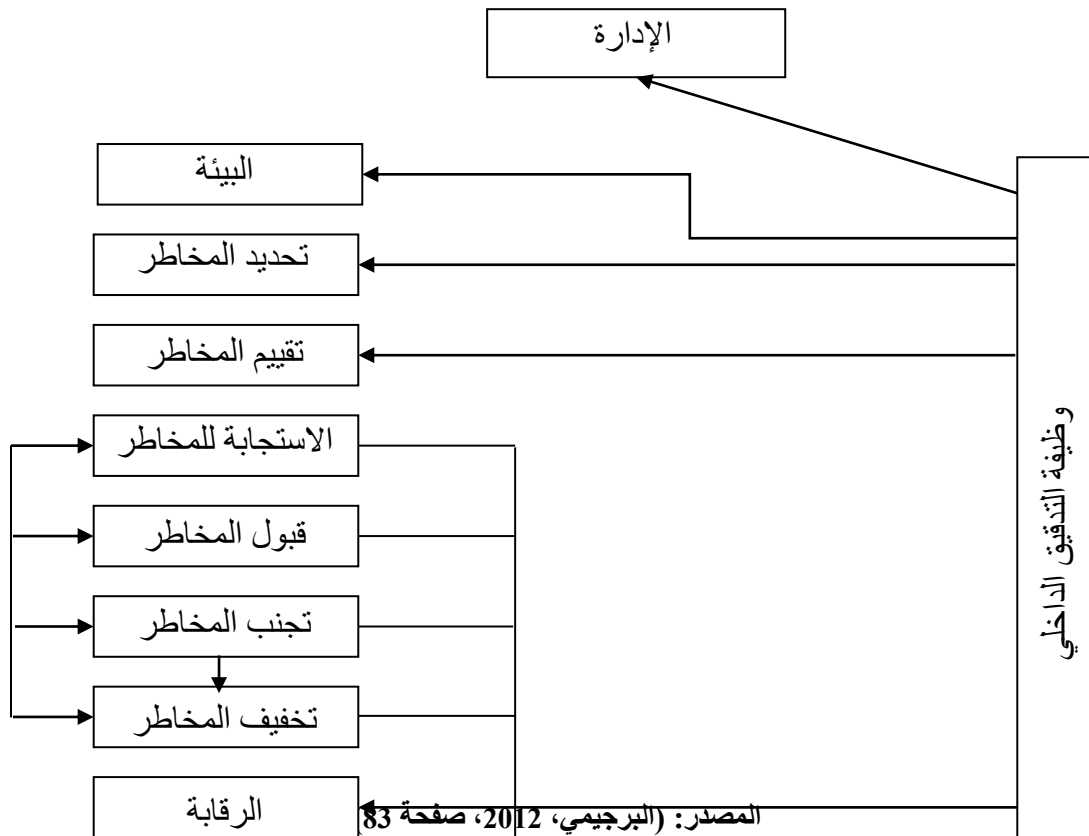 الإدارة
البيئة
تحديد المخاطر
تقييم المخاطر
الاستجابة للمخاطر
قبول المخاطر
تجنب المخاطر
تخفيف المخاطر
الرقابة
وظيفة التدقيق الداخلي
المصدر: (البرجيمي، 2012، صفحة 83